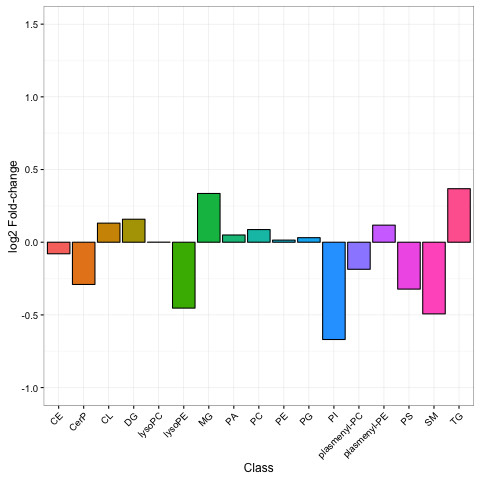 log2 Fold-change
1.5
1.0
0.5
0.0
-0.5
-1.0
CE
CerP
CL
DG
lysoPC
lysoPE
MG
PA
PC
PE
PG
PI
plasmenyl-PC
plasmenyl-PE
PS
SM
TG
Class